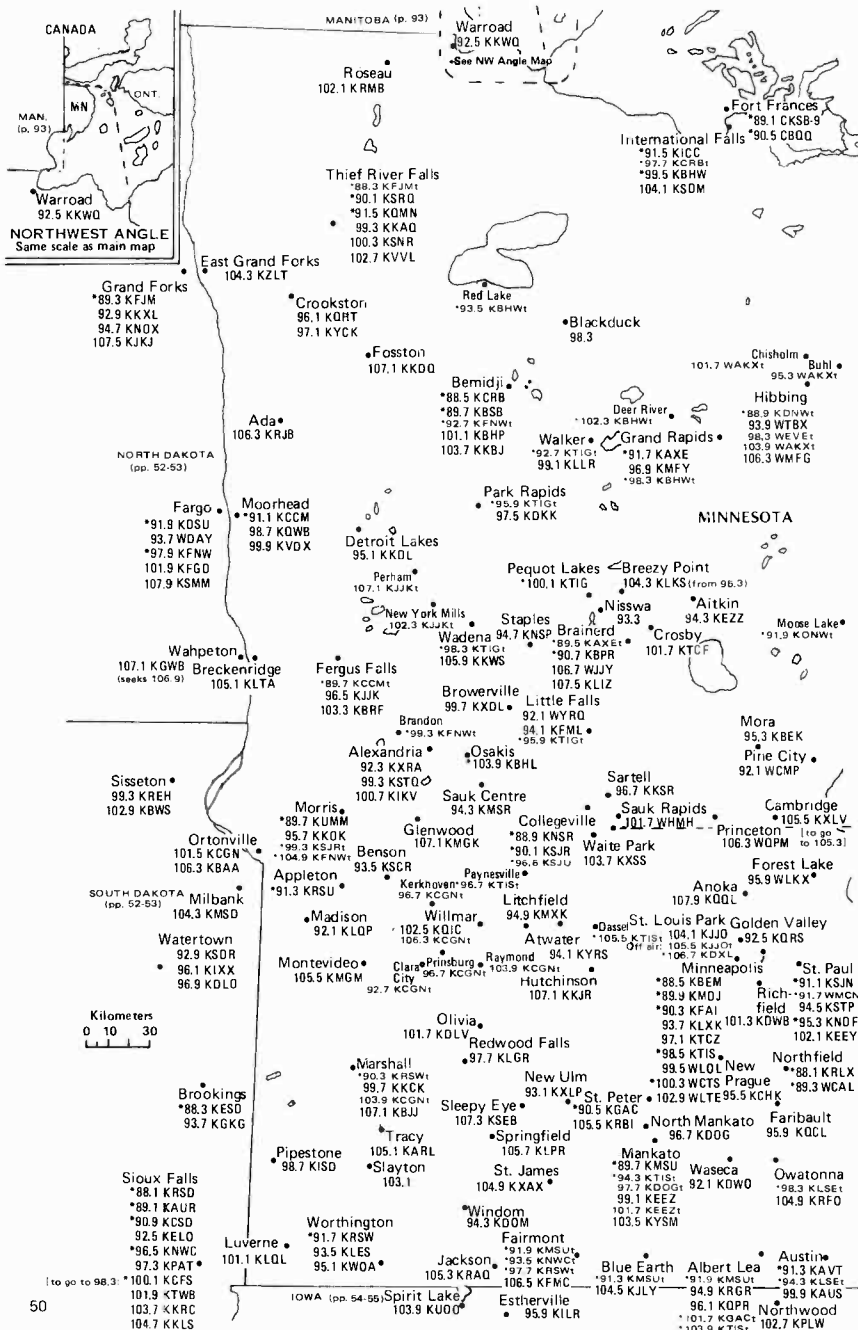 MANITOBA (p. 93)
CANADA
ONT.
MN
MAN.
(p. 93)
Warroad
92.5 KKWQ
NORTHWEST ANGLE
Same scale as main map
Warroad
92.5 KKWQ
See NW Angle Map
Roseau
102.1 KRMB
Fort Frances
*89.1 CKSB-9
*90.5 CBQQ
International Falls
*91.5 KICC
*97.7 KCRBt
*99.5 KBHW
104.1 KSDM
Thief River Falls
*88.3 KFJMt
*90.1 KSRQ
*91.5 KQMN
99.3 KKAQ
100.3 KSNR
102.7 KVVL
East Grand Forks
104.3 KZLT
Grand Forks
*89.3 KFJM
92.9 KKXL
94.7 KNOX
107.5 KJKJ
Crookston
96.1 KQHT
97.1 KYCK
Red Lake
*93.5 KBHWt
Blackduck
98.3
Fosston
107.1 KKDQ
Chisholm
101.7 WAKXt
Buhl
95.3 WAKXt
Bemidji
*88.5 KCRB
*89.7 KBSB
*92.7 KFNWt
101.1 KBHP
103.7 KKBJ
Hibbing
*88.9 KDNWt
93.9 WTBX
98.3 WEVEt
103.9 WAKXt
106.3 WMFG
Deer River
*102.3 KBHWt
Ada
106.3 KRJB
Walker
*92.7 KTIGt
99.1 KLLR
Grand Rapids
*91.7 KAXE
96.9 KMFY
*98.3 KBHWt
NORTH DAKOTA
(pp. 52-53)
Park Rapids
*95.9 KTIGt
97.5 KDKK
Fargo
*91.9 KDSU
93.7 WDAY
*97.9 KFNW
101.9 KFGO
107.9 KSMM
Moorhead
*91.1 KCCM
98.7 KQWB
99.9 KVOX
MINNESOTA
Detroit Lakes
95.1 KKDL
Perham
107.1 KJJKt
Pequot Lakes
*100.1 KTIG
Breezy Point
104.3 KLKS (from 95.3)
New York Mills
102.3 KJJKt
Nisswa
93.3
Aitkin
94.3 KEZZ
Moose Lake
*91.9 KONWt
Wadena
*98.3 KTIGt
105.9 KKWS
Staples
94.7 KNSP
Brainerd
*89.5 KAXEt
*90.7 KBPR
106.7 WJJY
107.5 KLIZ
Crosby
101.7 KTCF
Wahpeton
107.1 KGWB
(seeks 106.9)
Breckenridge
105.1 KLTA
Fergus Falls
*89.7 KCCMt
96.5 KJJK
103.3 KBRF
Browerville
99.7 KXDL
Little Falls
92.1 WYRQ
94.1 KFML
*95.9 KTIGt
Brandon
*99.3 KFNWt
Mora
95.3 KBEK
Alexandria
92.3 KXRA
99.3 KSTQ
100.7 KIKV
Osakis
103.9 KBHL
Pine City
92.1 WCMP
Sisseton
99.3 KREH
102.9 KBWS
Sartell
96.7 KKSR
Sauk Centre
94.3 KMSR
Morris
*89.7 KUMM
95.7 KKOK
*99.3 KSJRt
*104.9 KFNWt
Glenwood
107.1 KMGK
Collegeville
*88.9 KNSR
*90.1 KSJR
*96.6 KSJU
Sauk Rapids
101.7 WHMH
Cambridge
105.5 KXLV
[to go
to 105.3]
Princeton
106.3 WQPM
Waite Park
103.7 KXSS
Ortonville
101.5 KCGN
106.3 KBAA
Benson
93.5 KSCR
Forest Lake
95.9 WLKX
Appleton
*91.3 KRSU
Paynesville
*96.7 KTISt
Kerkhoven
96.7 KCGNt
Anoka
107.9 KQQL
SOUTH DAKOTA
(pp. 52-53)
Milbank
104.3 KMSD
Madison
92.1 KLQP
Willmar
102.5 KQIC
106.3 KCGNt
Litchfield
94.9 KMXK
Atwater
94.1 KYRS
Dassel
*105.5 KTISt
St. Louis Park
104.1 KJJO
Off air: 105.5 KJJOt
*106.7 KDXL
Golden Valley
92.5 KQRS
Watertown
92.9 KSDR
96.1 KIXX
96.9 KDLO
Montevideo
105.5 KMGM
Clara
City
92.7 KCGNt
Prinsburg
96.7 KCGNt
Raymond
103.9 KCGNt
Hutchinson
107.1 KKJR
Minneapolis
*88.5 KBEM
*89.9 KMOJ
*90.3 KFAI
93.7 KLXK
97.1 KTCZ
*98.5 KTIS
99.5 WLOL
*100.3 WCTS
102.9 WLTE
Rich-
field
101.3 KDWB
St. Paul
*91.1 KSJN
*91.7 WMCN
94.5 KSTP
*95.3 KNOF
102.1 KEEY
Kilometers
0 10 30
Olivia
101.7 KDLV
Redwood Falls
97.7 KLGR
Marshall
*90.3 KRSWt
99.7 KKCK
103.9 KCGNt
107.1 KBJJ
New
Prague
95.5 KCHK
Northfield
*88.1 KRLX
*89.3 WCAL
Brookings
*88.3 KESD
93.7 KGKG
New Ulm
93.1 KXLP
Sleepy Eye
107.3 KSEB
St. Peter
*90.5 KGAC
105.5 KRBI
Faribault
95.9 KQCL
North Mankato
96.7 KDOG
Tracy
105.1 KARL
Springfield
105.7 KLPR
Pipestone
98.7 KISD
Slayton
103.1
Mankato
*89.7 KMSU
*94.3 KTISt
97.7 KDOGt
99.1 KEEZ
101.7 KEEZt
103.5 KYSM
Waseca
92.1 KOWO
Owatonna
*98.3 KLSEt
104.9 KRFO
St. James
104.9 KXAX
Sioux Falls
*88.1 KRSD
*89.1 KAUR
*90.9 KCSD
92.5 KELO
*96.5 KNWC
97.3 KPAT
[to go to 98.3: *100.1 KCFS
101.9 KTWB
103.7 KKRC
104.7 KKLS
Windom
94.3 KDOM
Luverne
101.1 KLQL
Worthington
*91.7 KRSW
93.5 KLES
95.1 KWOA
Fairmont
*91.9 KMSUt
*93.5 KNWCt
*97.7 KRSWt
106.5 KFMC
Jackson
105.3 KRAQ
Blue Earth
*91.3 KMSUt
104.5 KJLY
Albert Lea
*91.9 KMSUt
94.9 KRGR
96.1 KQPR
*101.7 KGACt
*103.9 KTISt
Austin
*91.3 KAVT
*94.3 KLSEt
99.9 KAUS
IOWA (pp. 54-55)
Spirit Lake
103.9 KUOO
Estherville
95.9 KILR
Northwood
102.7 KPLW
50